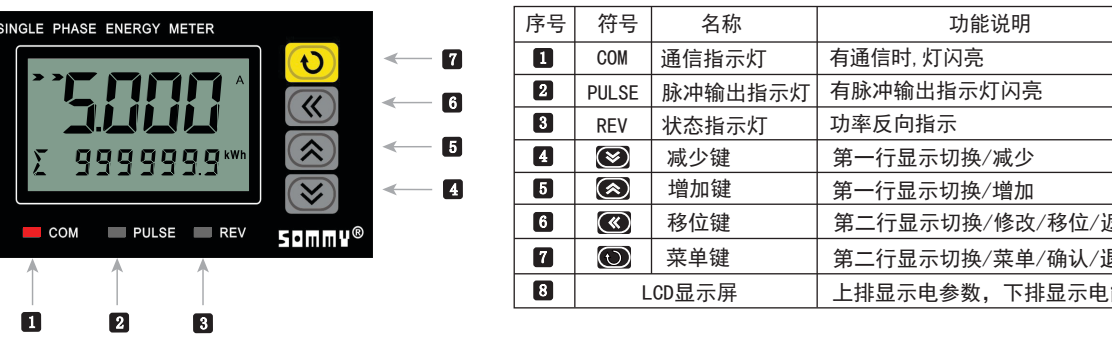 SINGLE PHASE ENERGY METER
5.000 A
Σ 9999999.9 kWh
COM PULSE REV sommy®
7
6
5
4
1 2 3
序号 符号 名称 功能说明
1 COM 通信指示灯 有通信时,灯闪亮
2 PULSE 脉冲输出指示灯 有脉冲输出指示灯闪亮
3 REV 状态指示灯 功率反向指示
4 减少键 第一行显示切换/减少
5 增加键 第一行显示切换/增加
6 移位键 第二行显示切换/修改/移位/
7 菜单键 第二行显示切换/菜单/确认/
8 LCD显示屏 上排显示电参数, 下排显示电